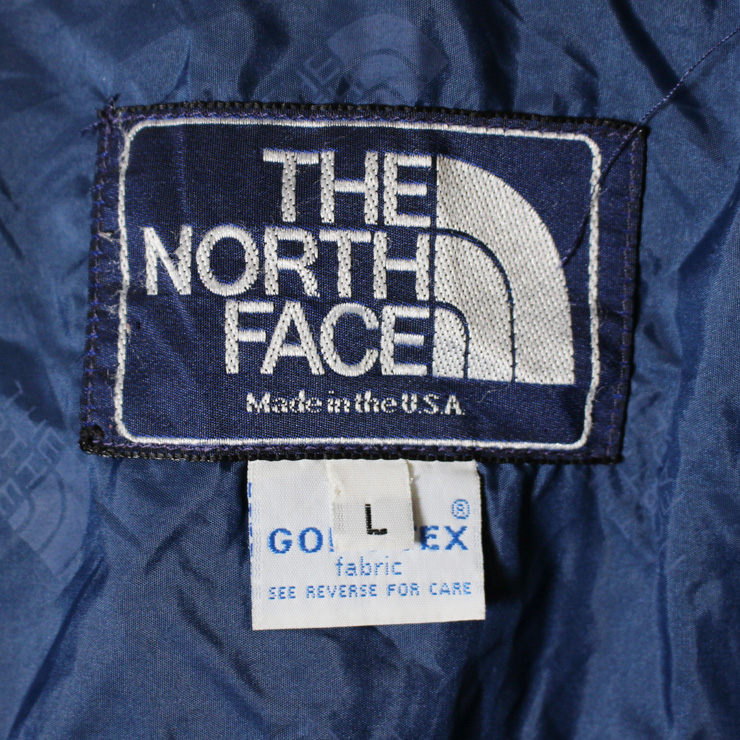 THE
NORTH
FACE
Made in the U.S.A.
L
®
fabric
SEE REVERSE FOR CARE